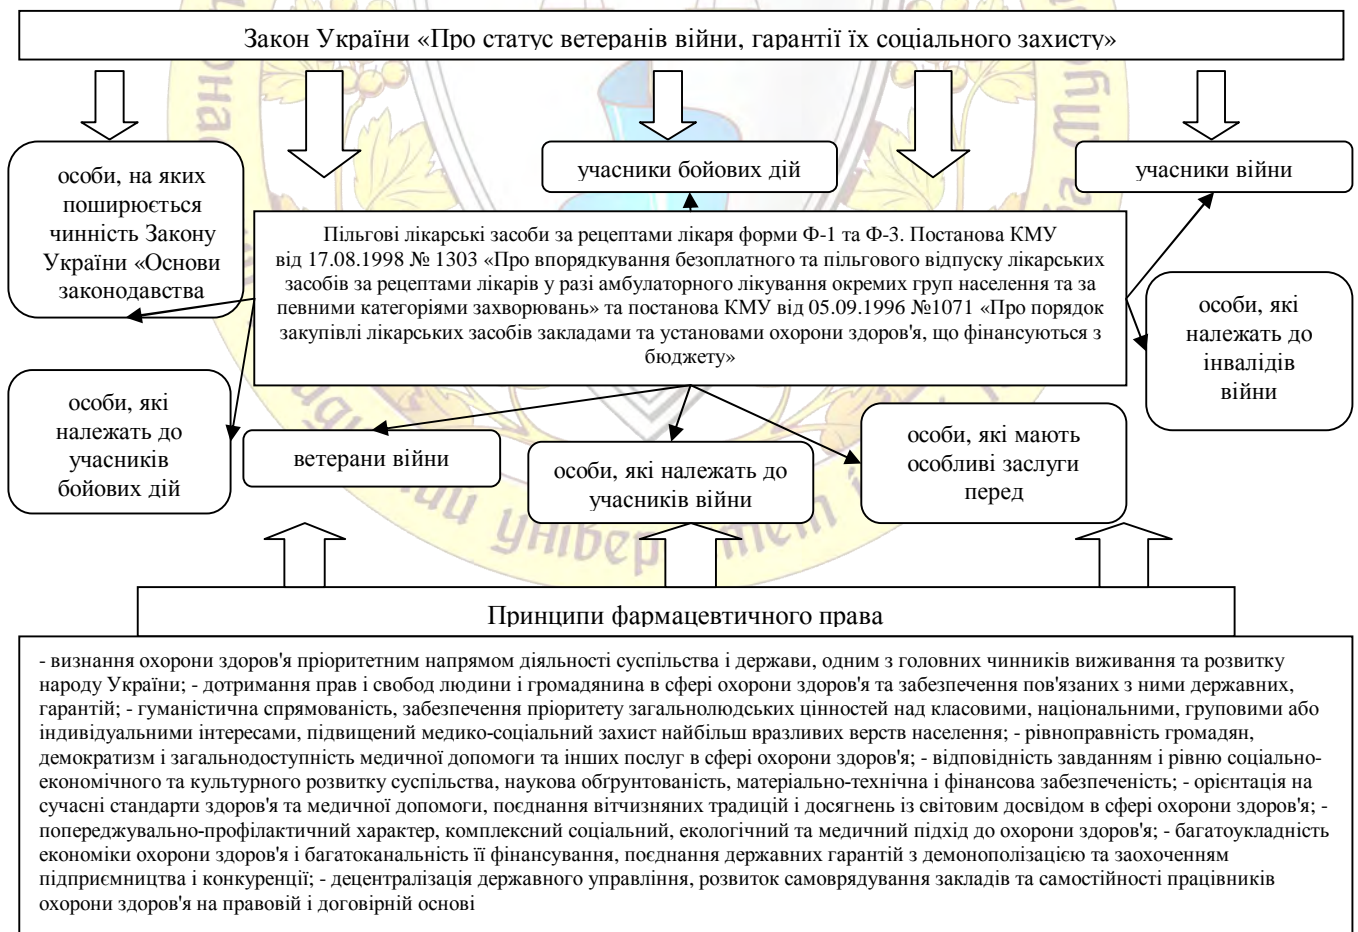 Закон України «Про статус ветеранів війни, гарантії їх соціального захисту»
особи, на яких
поширюється
чинність Закону
України «Основи
законодавства
учасники бойових дій
учасники війни
Пільгові лікарські засоби за рецептами лікаря форми Ф-1 та Ф-3. Постанова КМУ
від 17.08.1998 № 1303 «Про впорядкування безоплатного та пільгового відпуску лікарських
засобів за рецептами лікарів у разі амбулаторного лікування окремих груп населення та за
певними категоріями захворювань» та постанова КМУ від 05.09.1996 №1071 «Про порядок
закупівлі лікарських засобів закладами та установами охорони здоров'я, що фінансуються з
бюджету»
особи, які
належать до
інвалідів
війни
особи, які
належать до
учасників
бойових дій
ветерани війни
особи, які належать до
учасників війни
особи, які мають
особливі заслуги
перед
Принципи фармацевтичного права
- визнання охорони здоров'я пріоритетним напрямом діяльності суспільства і держави, одним з головних чинників виживання та розвитку
народу України; - дотримання прав і свобод людини і громадянина в сфері охорони здоров'я та забезпечення пов'язаних з ними державних,
гарантій; - гуманістична спрямованість, забезпечення пріоритету загальнолюдських цінностей над класовими, національними, груповими або
індивідуальними інтересами, підвищений медико-соціальний захист найбільш вразливих верств населення; - рівноправність громадян,
демократизм і загальнодоступність медичної допомоги та інших послуг в сфері охорони здоров'я; - відповідність завданням і рівню соціально-
економічного та культурного розвитку суспільства, наукова обґрунтованість, матеріально-технічна і фінансова забезпеченість; - орієнтація на
сучасні стандарти здоров'я та медичної допомоги, поєднання вітчизняних традицій і досягнень із світовим досвідом в сфері охорони здоров'я; -
попереджувально-профілактичний характер, комплексний соціальний, екологічний та медичний підхід до охорони здоров'я; - багатоукладність
економіки охорони здоров'я і багатоканальність її фінансування, поєднання державних гарантій з демонополізацією та заохоченням
підприємництва і конкуренції; - децентралізація державного управління, розвиток самоврядування закладів та самостійності працівників
охорони здоров'я на правовій і договірній основі